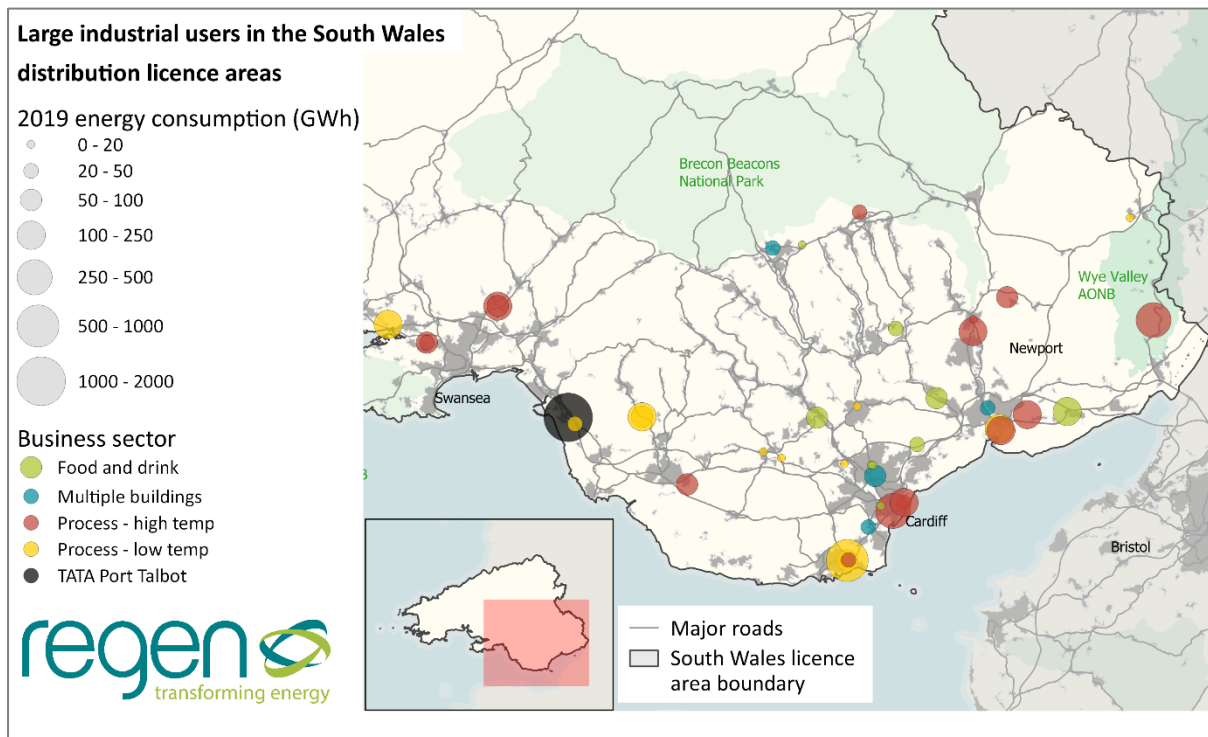 Large industrial users in the South Wales
distribution licence areas
2019 energy consumption (GWh)
0 - 20
20 - 50
50 - 100
100 - 250
250 - 500
500 - 1000
1000 - 2000
Business sector
Food and drink
Multiple buildings
Process - high temp
Process - low temp
TATA Port Talbot
regen
transforming energy
Brecon Beacons
National Park
Wye Valley
AONB
Newport
Swansea
Cardiff
Bristol
B
Major roads
South Wales licence
area boundary